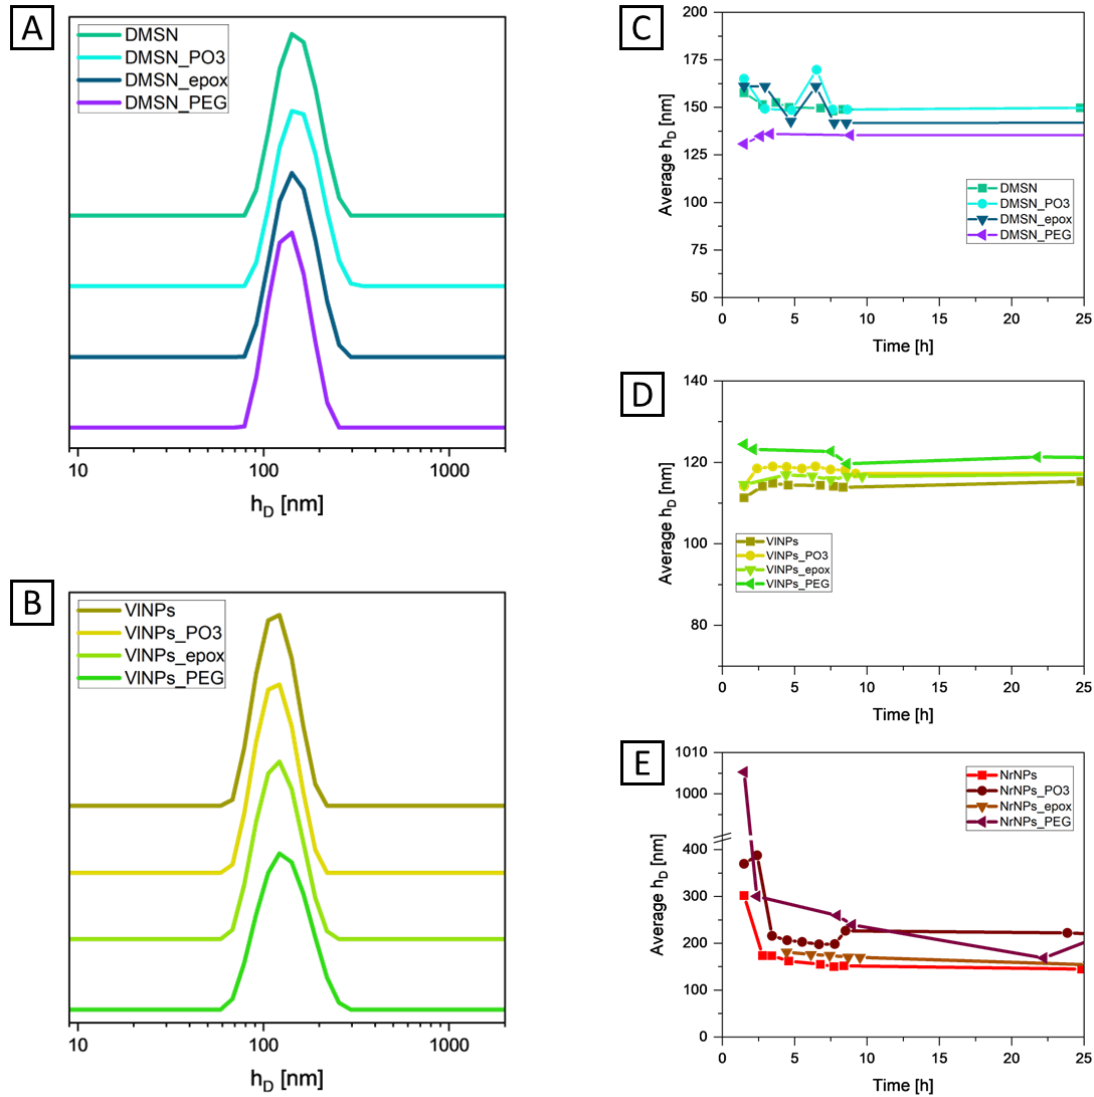 A
DMSN
DMSN_PO3
DMSN_epox
DMSN_PEG
10 100 1000
hD [nm]
B
VINPs
VINPs_PO3
VINPs_epox
VINPs_PEG
10 100 1000
hD [nm]
C
200
175
150
125
100
75
50
Average hD [nm]
DMSN
DMSN_PO3
DMSN_epox
DMSN_PEG
0 5 10 15 20 25
Time [h]
D
140
120
100
80
Average hD [nm]
VINPs
VINPs_PO3
VINPs_epox
VINPs_PEG
0 5 10 15 20 25
Time [h]
E
1010
1000
400
300
200
100
0
Average hD [nm]
NrNPs
NrNPs_PO3
NrNPs_epox
NrNPs_PEG
0 5 10 15 20 25
Time [h]